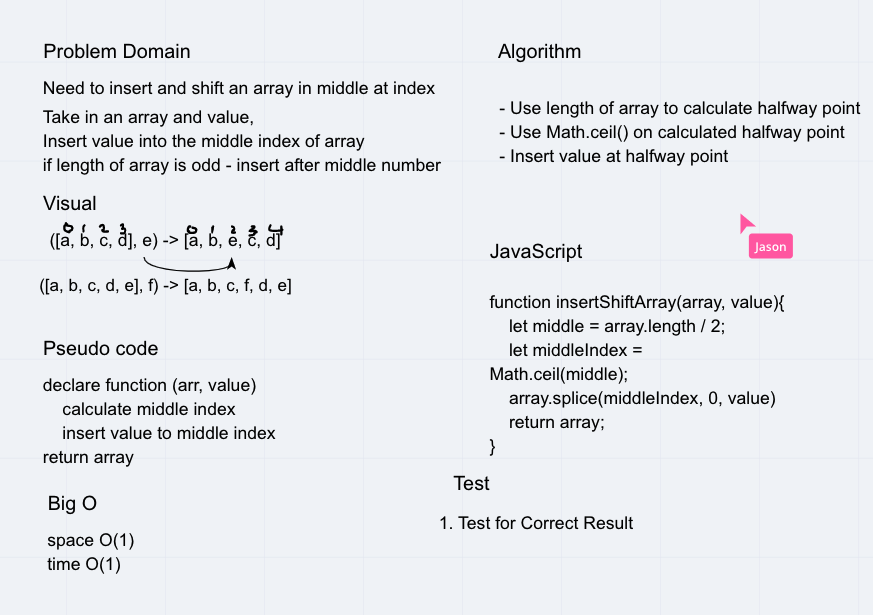 Problem Domain
Need to insert and shift an array in middle at index
Take in an array and value,
Insert value into the middle index of array
if length of array is odd - insert after middle number
Visual
0 1 2 3 0 1 2 3 4
([a, b, c, d], e) -> [a, b, e, c, d]
([a, b, c, d, e], f) -> [a, b, c, f, d, e]
Pseudo code
declare function (arr, value)
calculate middle index
insert value to middle index
return array
Big O
space O(1)
time O(1)
Algorithm
- Use length of array to calculate halfway point
- Use Math.ceil() on calculated halfway point
- Insert value at halfway point
Jason
JavaScript
function insertShiftArray(array, value){
let middle = array.length / 2;
let middleIndex =
Math.ceil(middle);
array.splice(middleIndex, 0, value)
return array;
}
Test
1. Test for Correct Result